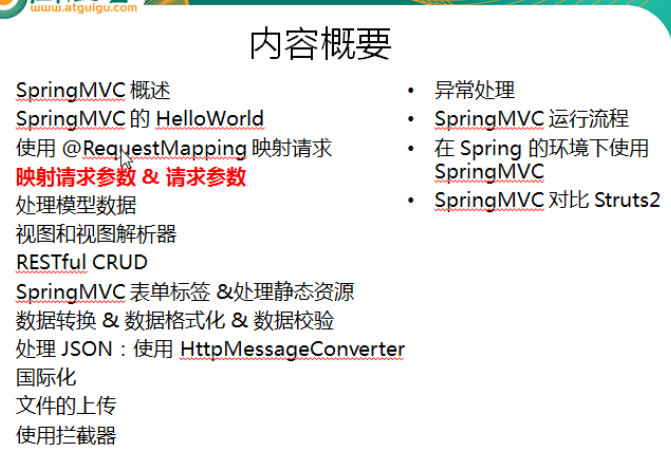 www.atguigu.com
内容概要
SpringMVC 概述
SpringMVC 的 HelloWorld
使用 @RequestMapping 映射请求
映射请求参数 & 请求参数
处理模型数据
视图和视图解析器
RESTful CRUD
SpringMVC 表单标签 &处理静态资源
数据转换 & 数据格式化 & 数据校验
处理 JSON：使用 HttpMessageConverter
国际化
文件的上传
使用拦截器
• 异常处理
• SpringMVC 运行流程
• 在 Spring 的环境下使用
SpringMVC
• SpringMVC 对比 Struts2